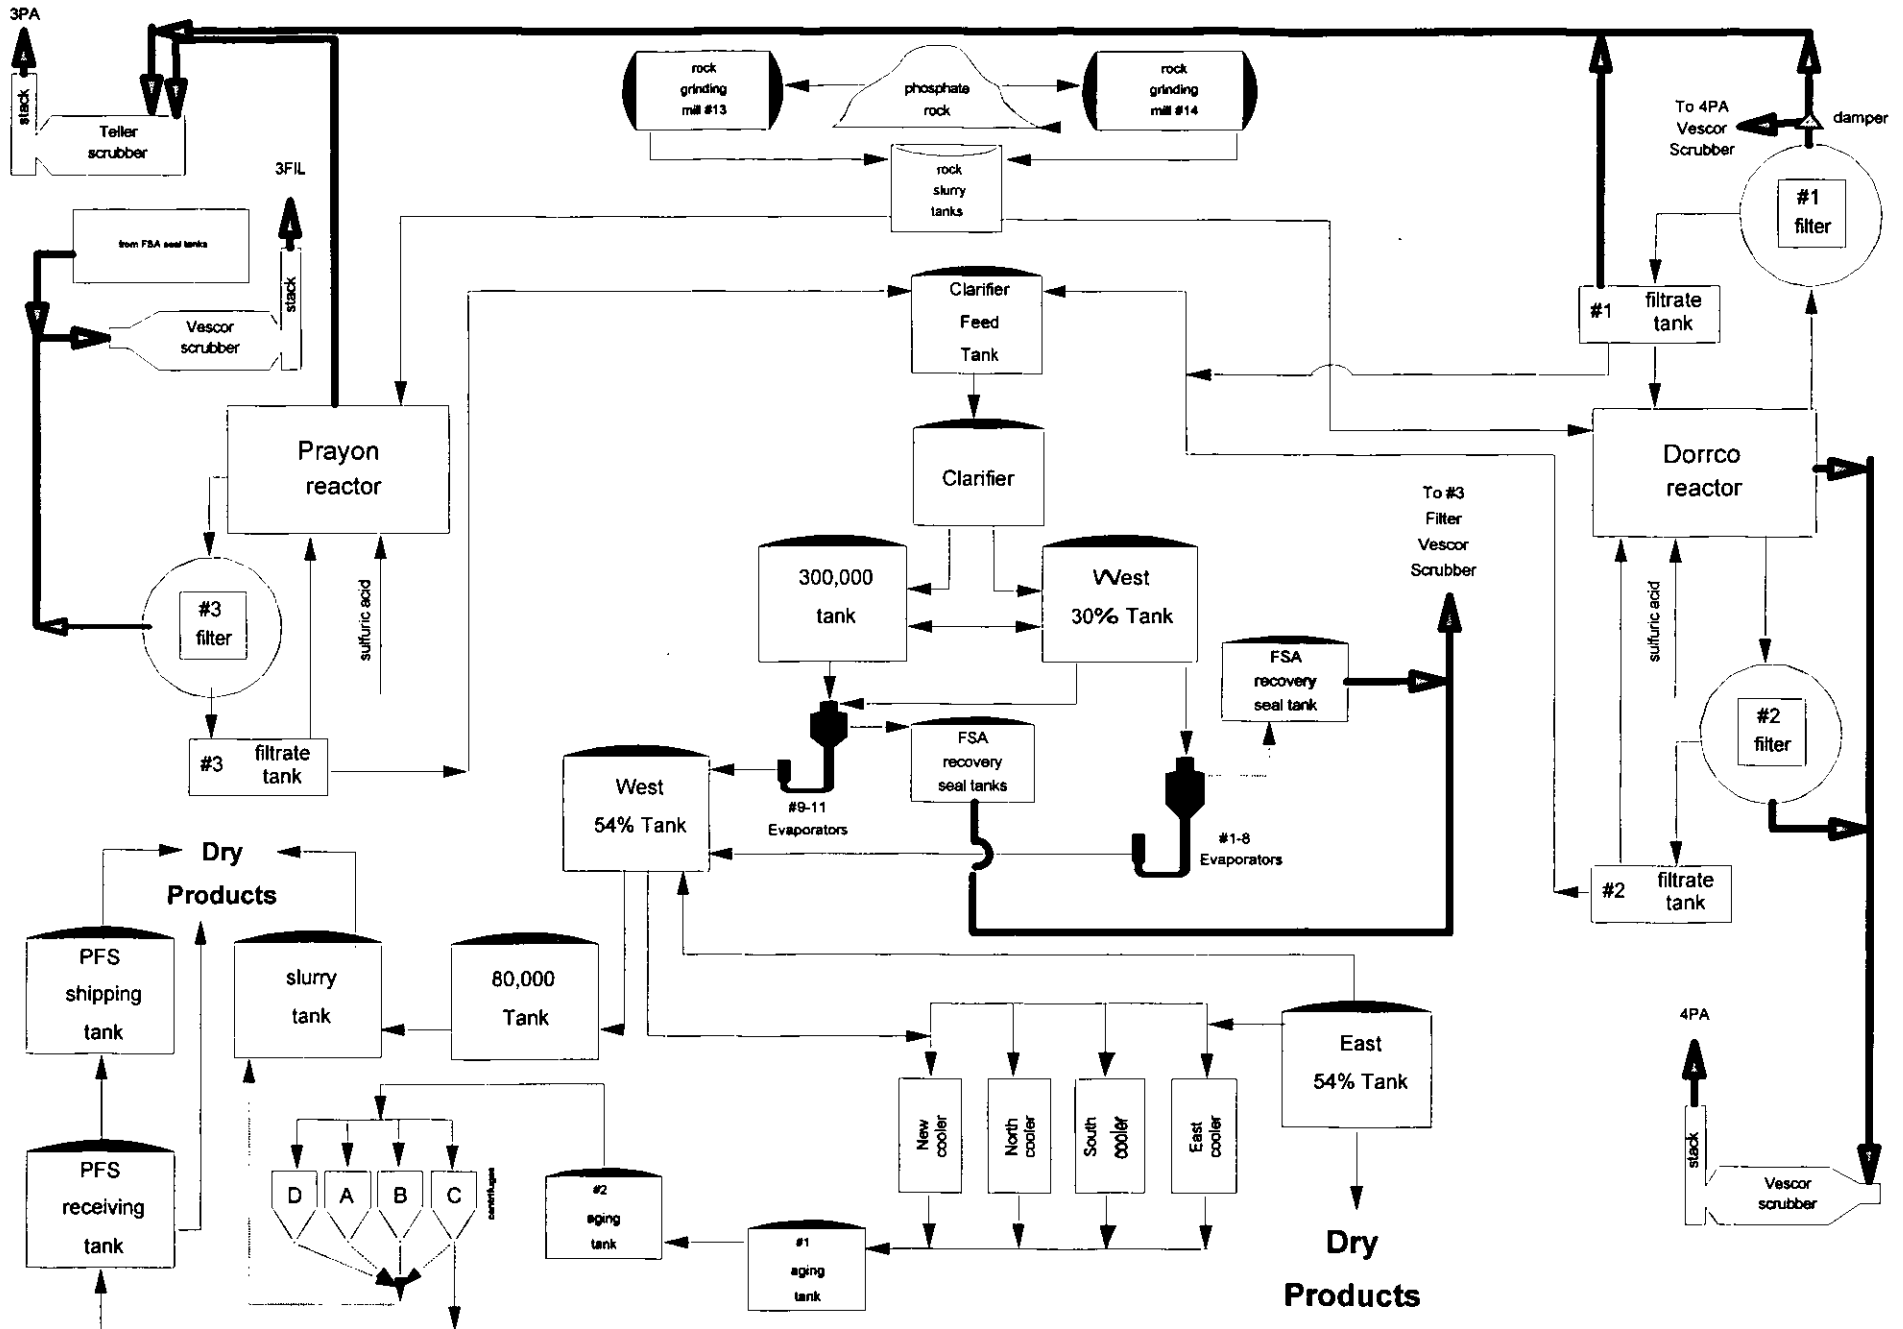 3PA
stack
Teller
scrubber
3FIL
from FSA seal tanks
stack
Vescor
scrubber
rock
grinding
mill #13
phosphate
rock
rock
grinding
mill #14
rock
slurry
tanks
To 4PA
Vescor
Scrubber
damper
#1
filter
#1
filtrate
tank
Clarifier
Feed
Tank
Clarifier
Prayon
reactor
Dorrco
reactor
To #3
Filter
Vescor
Scrubber
300,000
tank
West
30% Tank
#3
filter
sulfuric acid
FSA
recovery
seal tank
sulfuric acid
#2
filter
#3
filtrate
tank
West
54% Tank
#9-11
Evaporators
FSA
recovery
seal tanks
#1-8
Evaporators
#2
filtrate
tank
Dry
Products
PFS
shipping
tank
slurry
tank
80,000
Tank
East
54% Tank
4PA
New
cooler
North
cooler
South
cooler
East
cooler
PFS
receiving
tank
D
A
B
C
centrifuges
#2
aging
tank
#1
aging
tank
Dry
Products
stack
Vescor
scrubber